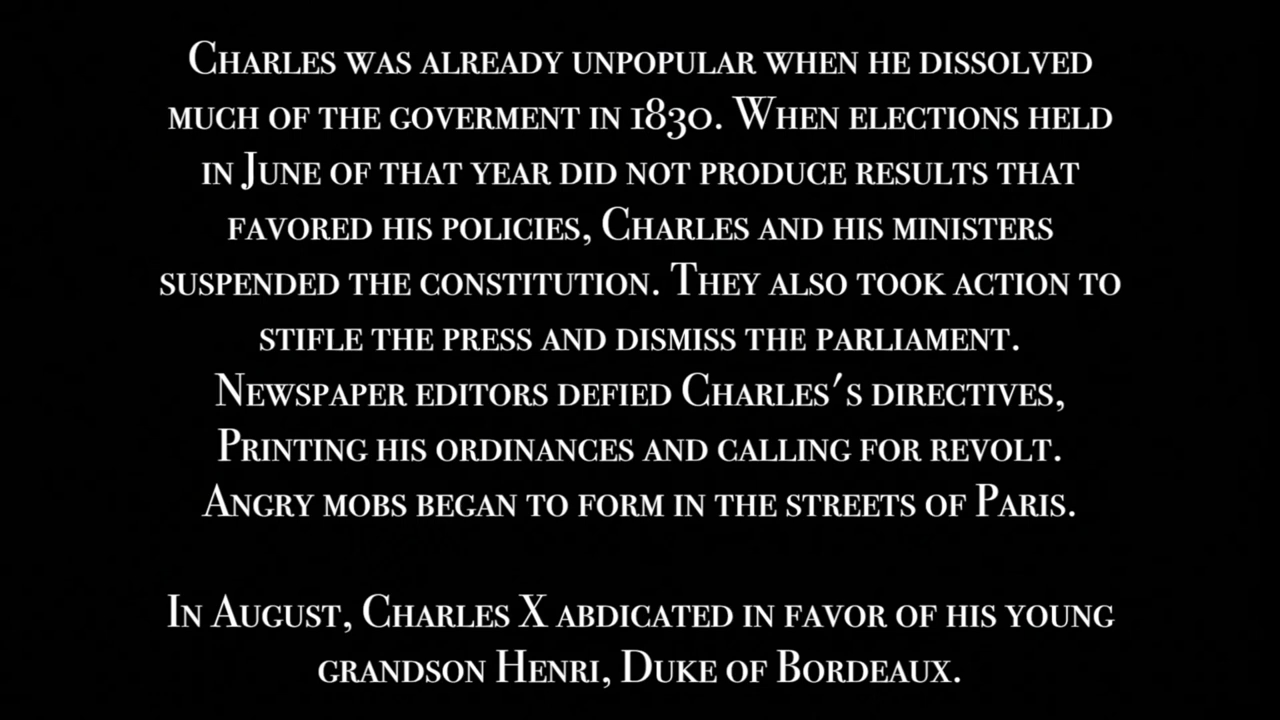 Charles was already unpopular when he dissolved
much of the goverment in 1830. When elections held
in June of that year did not produce results that
favored his policies, Charles and his ministers
suspended the constitution. They also took action to
stifle the press and dismiss the parliament.
Newspaper editors defied Charles's directives,
Printing his ordinances and calling for revolt.
Angry mobs began to form in the streets of Paris.
In August, Charles X abdicated in favor of his young
grandson Henri, Duke of Bordeaux.